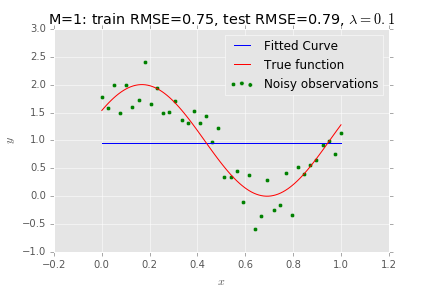 M=1: train RMSE=0.75, test RMSE=0.79, λ=0.1
Fitted Curve
True function
Noisy observations
3.0
2.5
2.0
1.5
1.0
0.5
0.0
−0.5
−1.0
y
−0.2
0.0
0.2
0.4
0.6
0.8
1.0
1.2
x